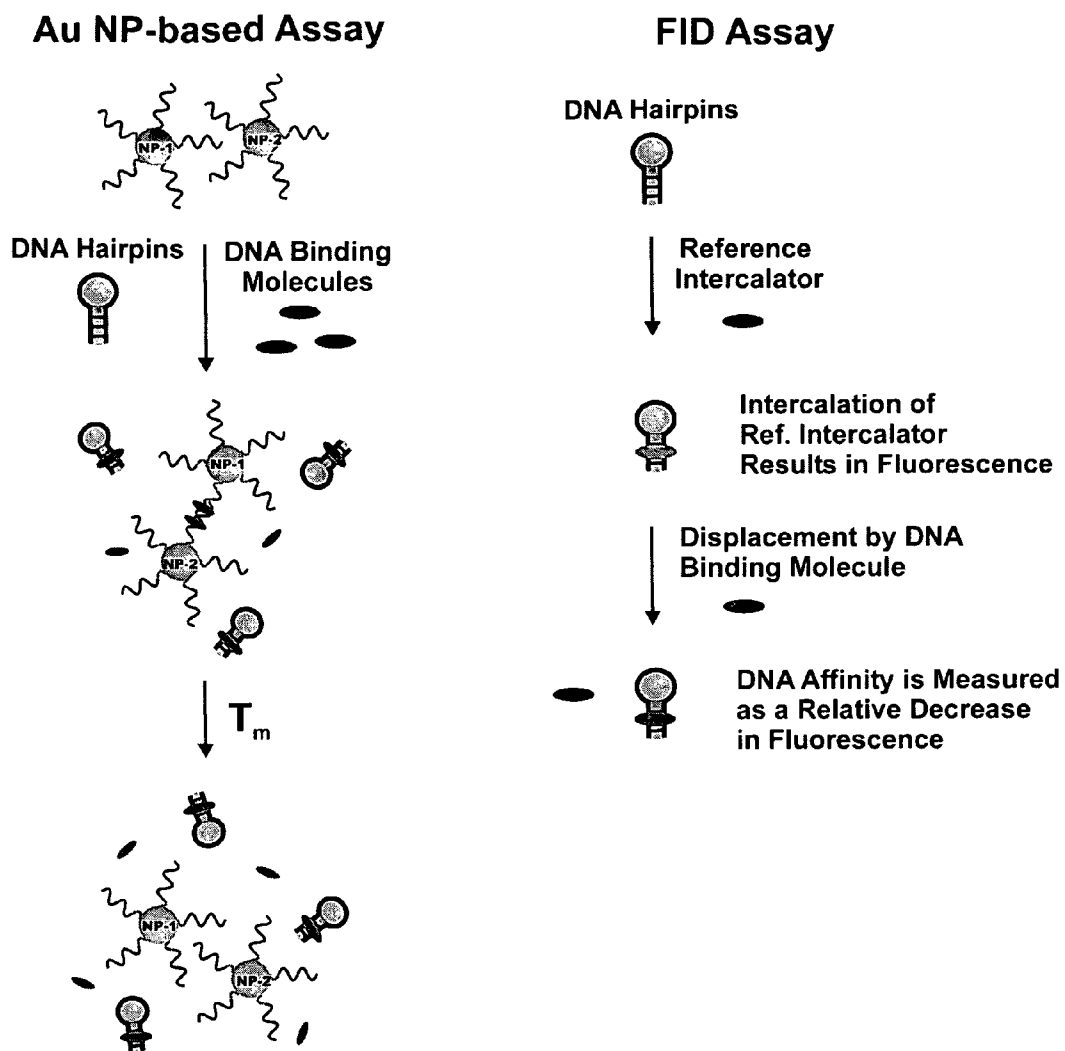 Au NP-based Assay
NP-1
NP-2
DNA Hairpins
DNA Binding
Molecules
NP-1
NP-2
Tm
NP-1
NP-2
FID Assay
DNA Hairpins
Reference
Intercalator
Intercalation of
Ref. Intercalator
Results in Fluorescence
Displacement by DNA
Binding Molecule
DNA Affinity is Measured
as a Relative Decrease
in Fluorescence